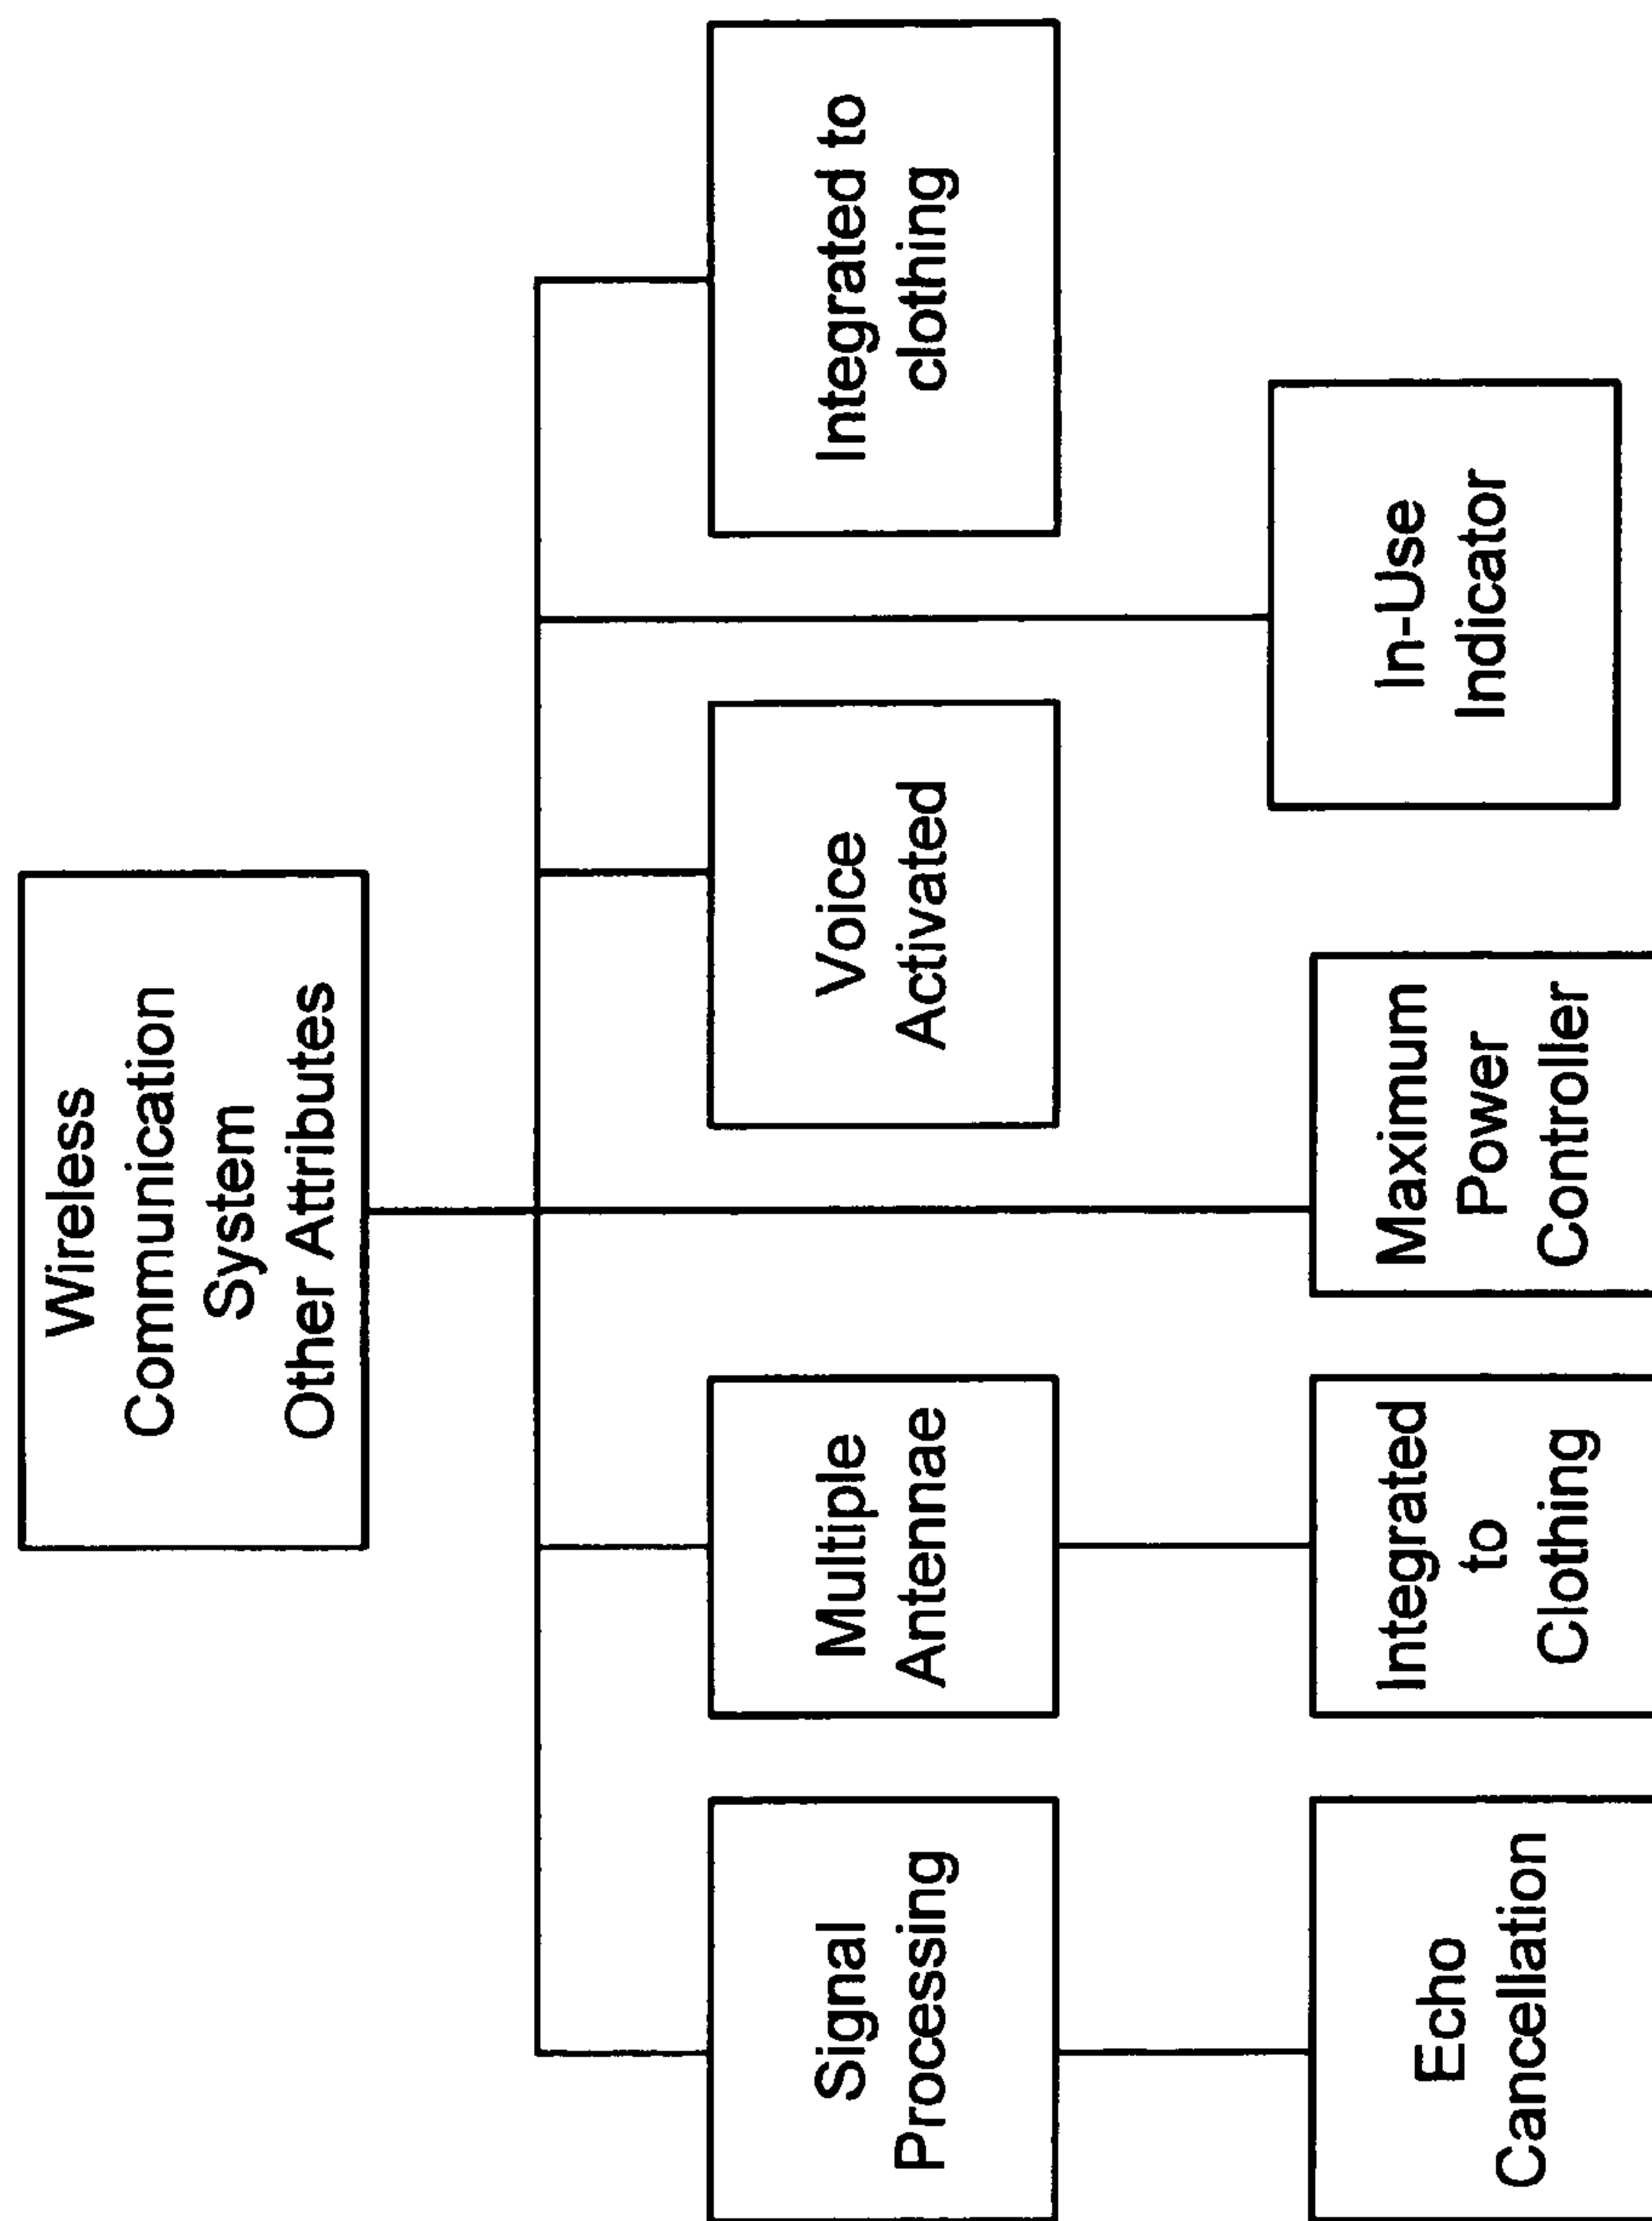 Wireless
Communication
System
Other Attributes
Signal
Processing
Multiple
Antennae
Voice
Activated
Integrated to
clothing
Echo
Cancellation
Integrated
to
Clothing
Maximum
Power
Controller
In-Use
Indicator